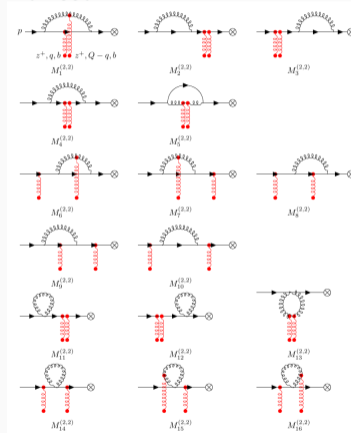 p
z⁺, q, b z⁺, Q − q, b
M₁^(2,2) M₂^(2,2) M₃^(2,2)
M₄^(2,2) M₅^(2,2)
M₆^(2,2) M₇^(2,2) M₈^(2,2)
M₉^(2,2) M₁₀^(2,2)
M₁₁^(2,2) M₁₂^(2,2) M₁₃^(2,2)
M₁₄^(2,2) M₁₅^(2,2) M₁₆^(2,2)